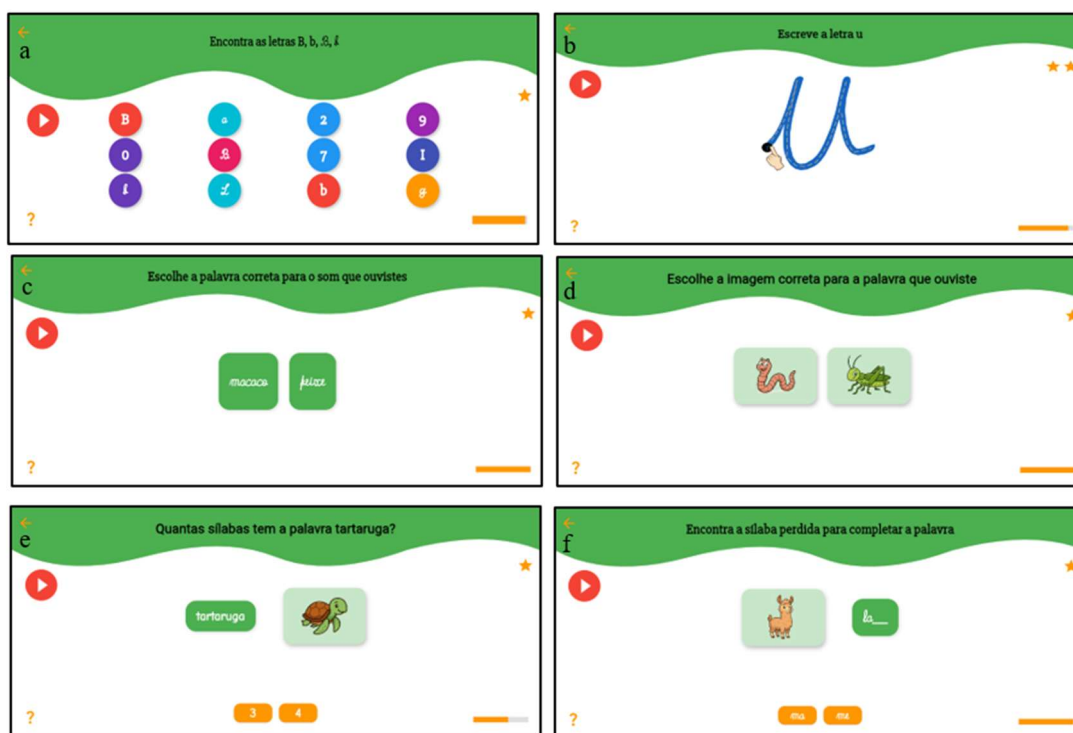 a
Encontra as letras B, b, ℬ, 𝒷
B a 2 9
0 ℬ 7 I
𝒷 ℒ b g
?
b
Escreve a letra u
u
?
c
Escolhe a palavra correta para o som que ouvistes
macaco peixe
?
d
Escolhe a imagem correta para a palavra que ouviste
?
e
Quantas sílabas tem a palavra tartaruga?
tartaruga
3 4
?
f
Encontra a sílaba perdida para completar a palavra
la__
ma me
?